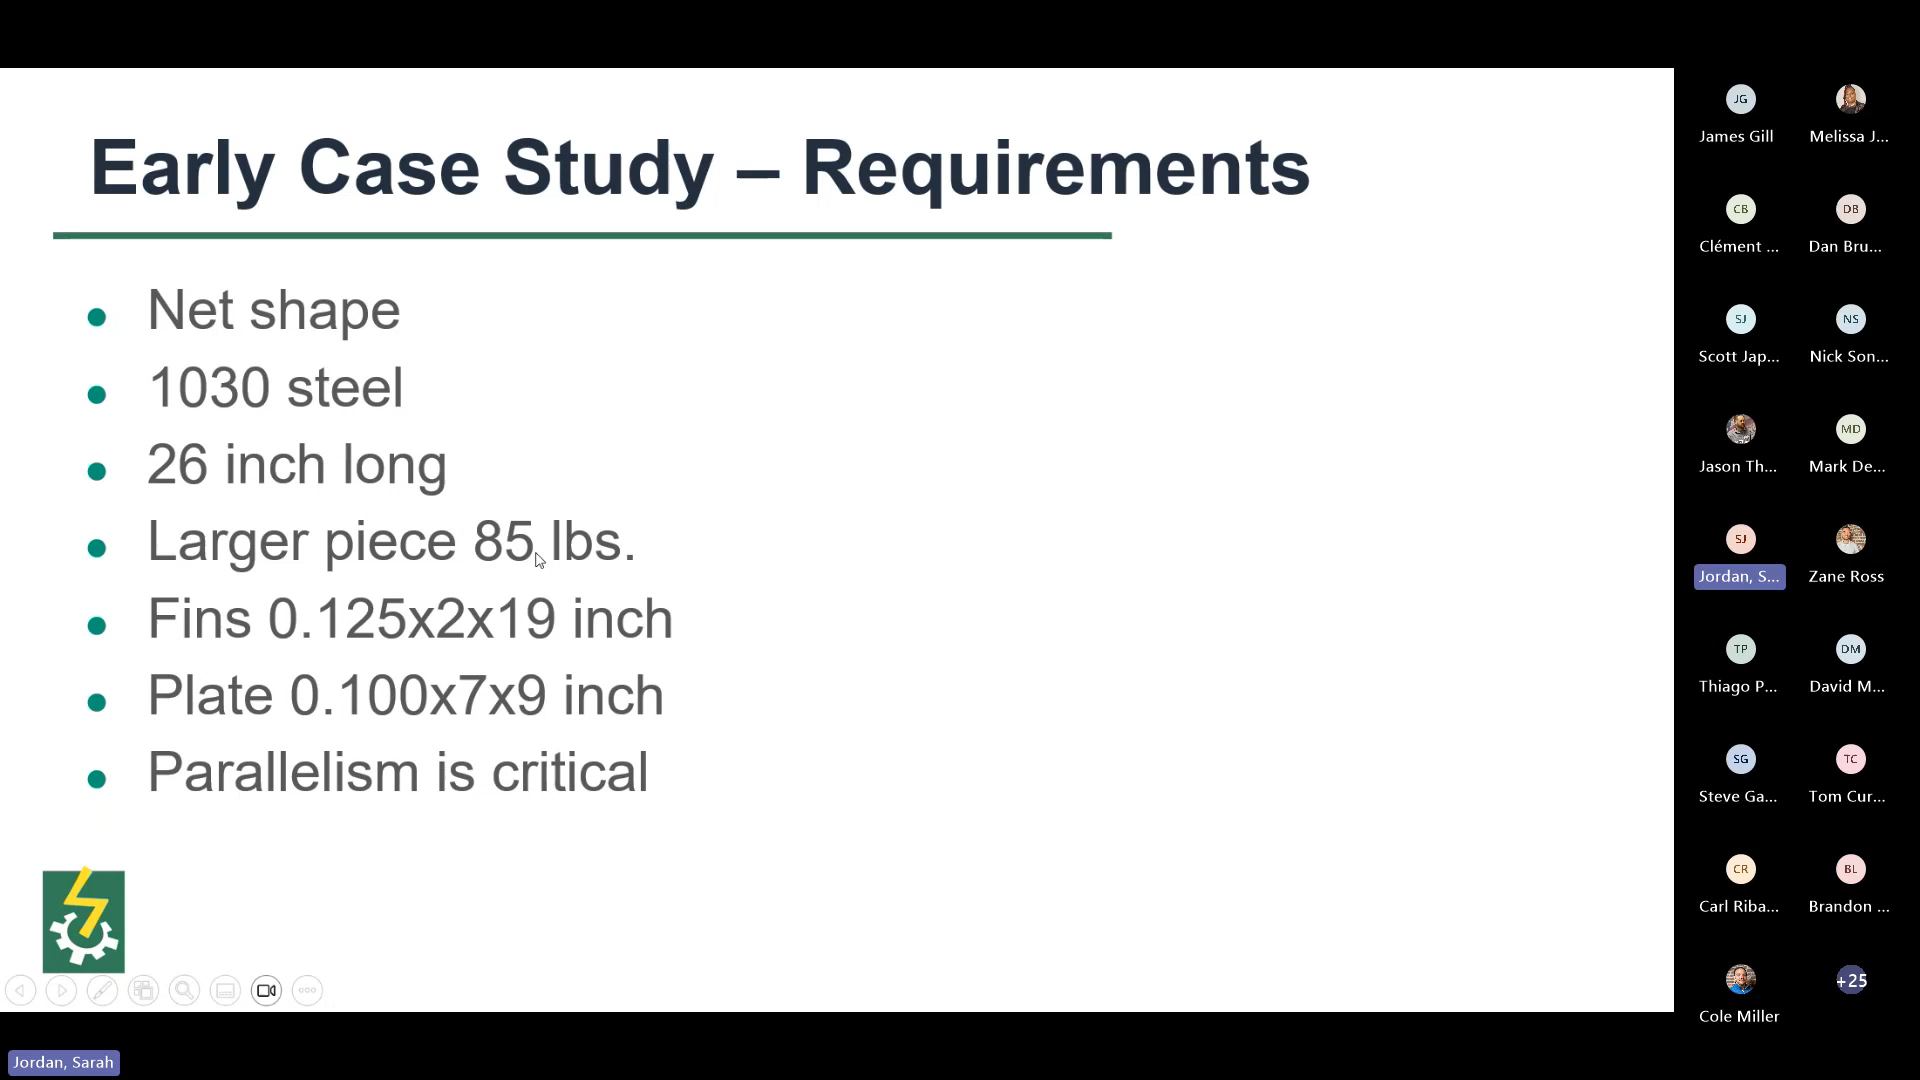 Early Case Study – Requirements
Net shape
1030 steel
26 inch long
Larger piece 85 lbs.
Fins 0.125x2x19 inch
Plate 0.100x7x9 inch
Parallelism is critical
JG
James Gill
Melissa J...
CB
Clément ...
DB
Dan Bru...
SJ
Scott Jap...
NS
Nick Son...
Jason Th...
MD
Mark De...
SJ
Jordan, S...
Zane Ross
TP
Thiago P...
DM
David M...
SG
Steve Ga...
TC
Tom Cur...
CR
Carl Riba...
BL
Brandon ...
Cole Miller
+25
Jordan, Sarah